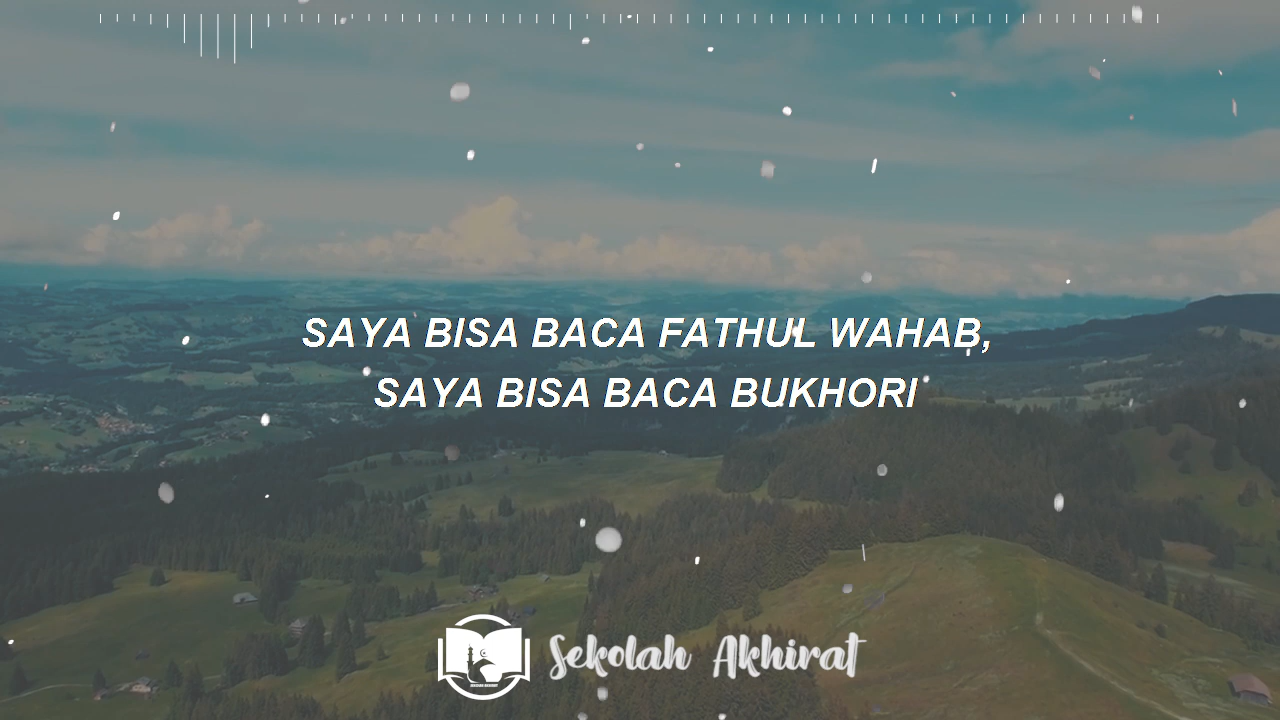 SAYA BISA BACA FATHUL WAHAB,
SAYA BISA BACA BUKHORI
Sekolah Akhirat